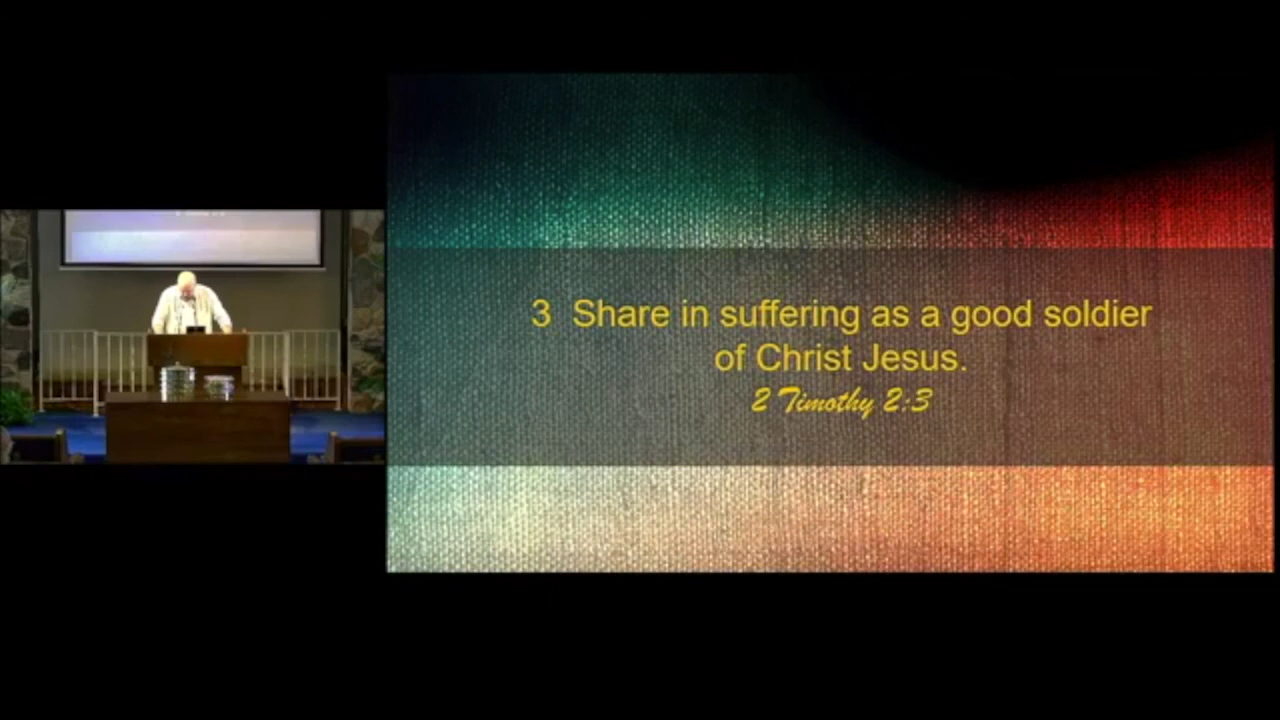 3 Share in suffering as a good soldier
of Christ Jesus.
2 Timothy 2:3